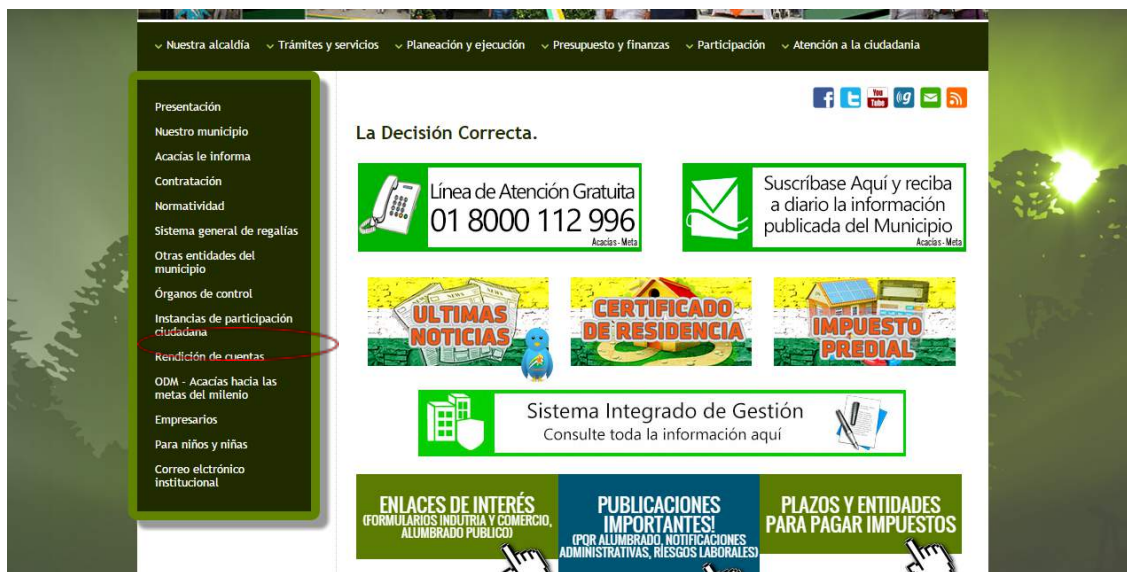 Nuestra alcaldía Trámites y servicios Planeación y ejecución Presupuesto y finanzas Participación Atención a la ciudadania
Presentación
Nuestro municipio
Acacías le informa
Contratación
Normatividad
Sistema general de regalías
Otras entidades del
municipio
Órganos de control
Instancias de participación
ciudadana
Rendición de cuentas
ODM - Acacías hacia las
metas del milenio
Empresarios
Para niños y niñas
Correo elctrónico
institucional
You
Tube
La Decisión Correcta.
Línea de Atención Gratuita
01 8000 112 996
Acacías - Meta
Suscríbase Aquí y reciba
a diario la información
publicada del Municipio
Acacías - Meta
NEWS
ULTIMAS
NOTICIAS
CERTIFICADO
DE RESIDENCIA
IMPUESTO
PREDIAL
Sistema Integrado de Gestión
Consulte toda la información aquí
ENLACES DE INTERÉS
(FORMULARIOS INDUTRIA Y COMERCIO,
ALUMBRADO PUBLICO)
PUBLICACIONES
IMPORTANTES!
(PQR ALUMBRADO, NOTIFICACIONES
ADMINISTRATIVAS, RIESGOS LABORALES)
PLAZOS Y ENTIDADES
PARA PAGAR IMPUESTOS